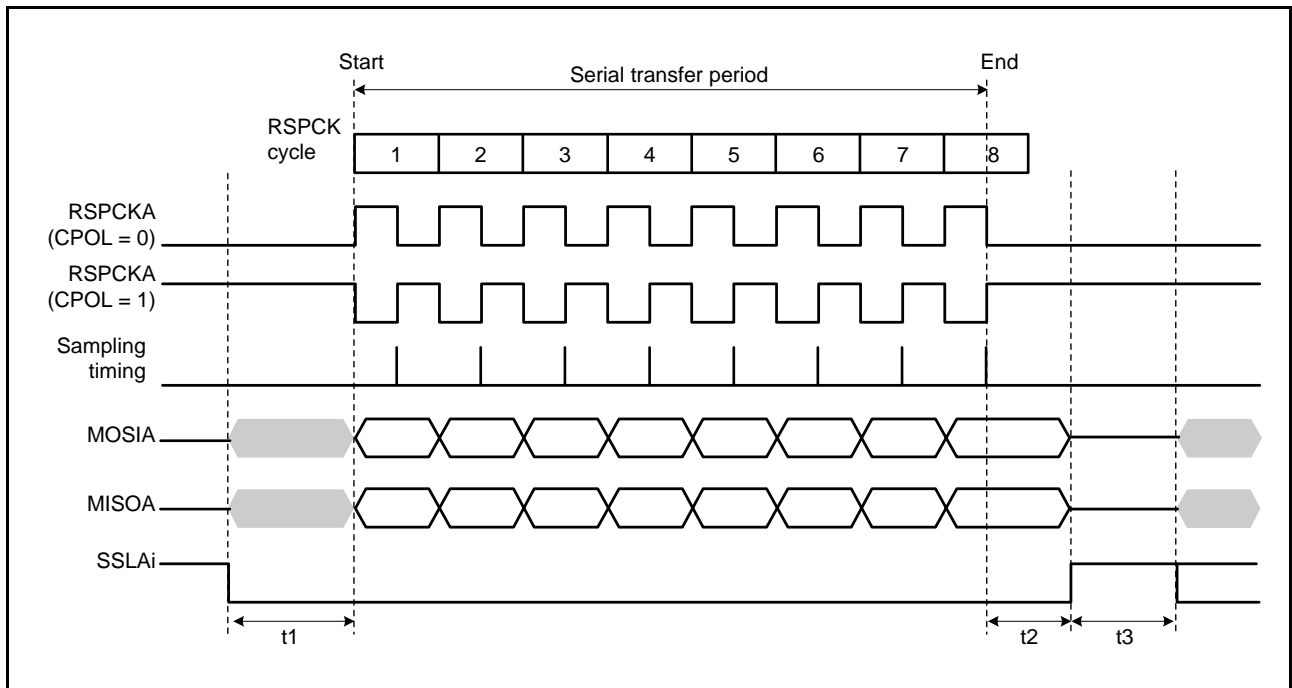 Start
End
Serial transfer period
RSPCK
cycle
1 2 3 4 5 6 7 8
RSPCKA
(CPOL = 0)
RSPCKA
(CPOL = 1)
Sampling
timing
MOSIA
MISOA
SSLAi
t1
t2
t3